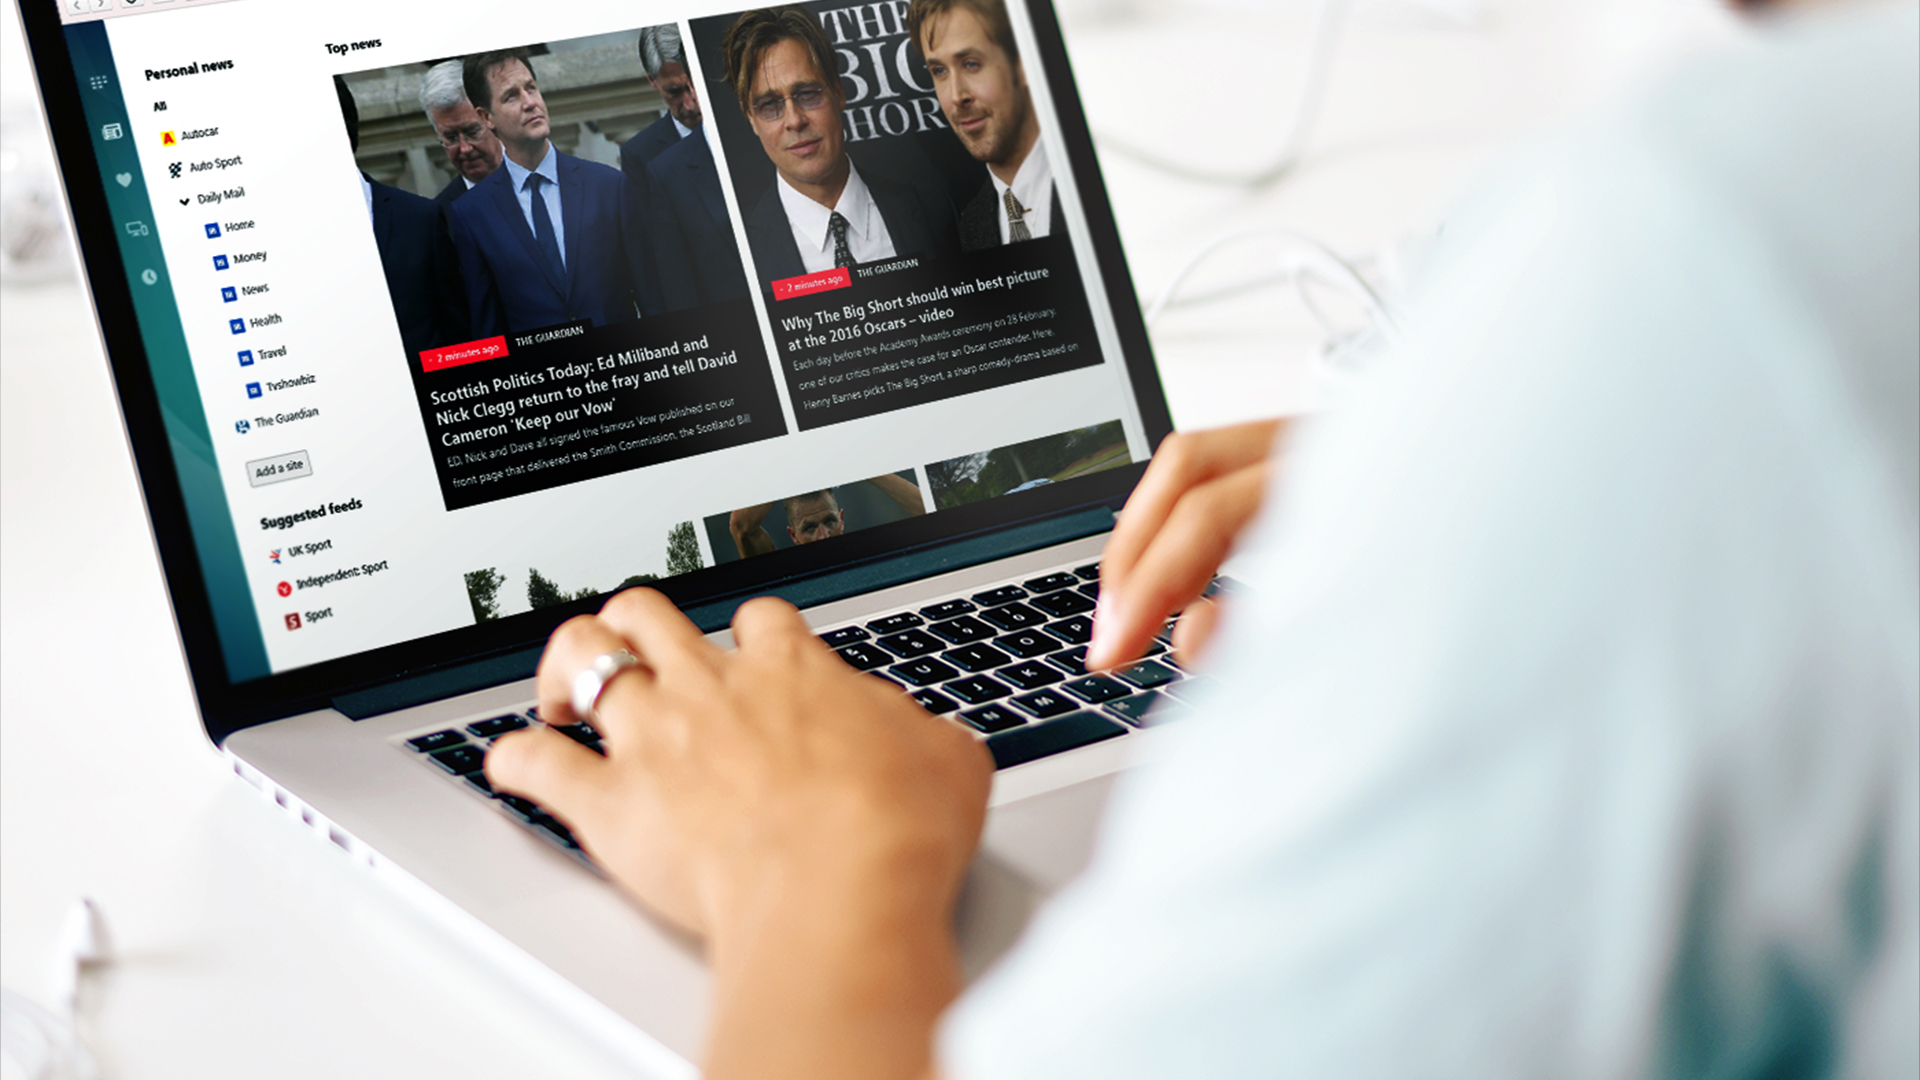 Personal news
All
Autocar
Auto Sport
Daily Mail
Home
Money
News
Health
Travel
Tvshowbiz
The Guardian
Add a site
Suggested feeds
UK Sport
Independent: Sport
Sport
Top news
2 minutes ago
THE GUARDIAN
Scottish Politics Today: Ed Miliband and
Nick Clegg return to the fray and tell David
Cameron 'Keep our Vow'
ED, Nick and Dave all signed the famous Vow published on our
front page that delivered the Smith Commission, the Scotland Bill
THE
BIG
SHOR
2 minutes ago
THE GUARDIAN
Why The Big Short should win best picture
at the 2016 Oscars – video
Each day before the Academy Awards ceremony on 28 February,
one of our critics makes the case for an Oscar contender. Here,
Henry Barnes picks The Big Short, a sharp comedy-drama based on